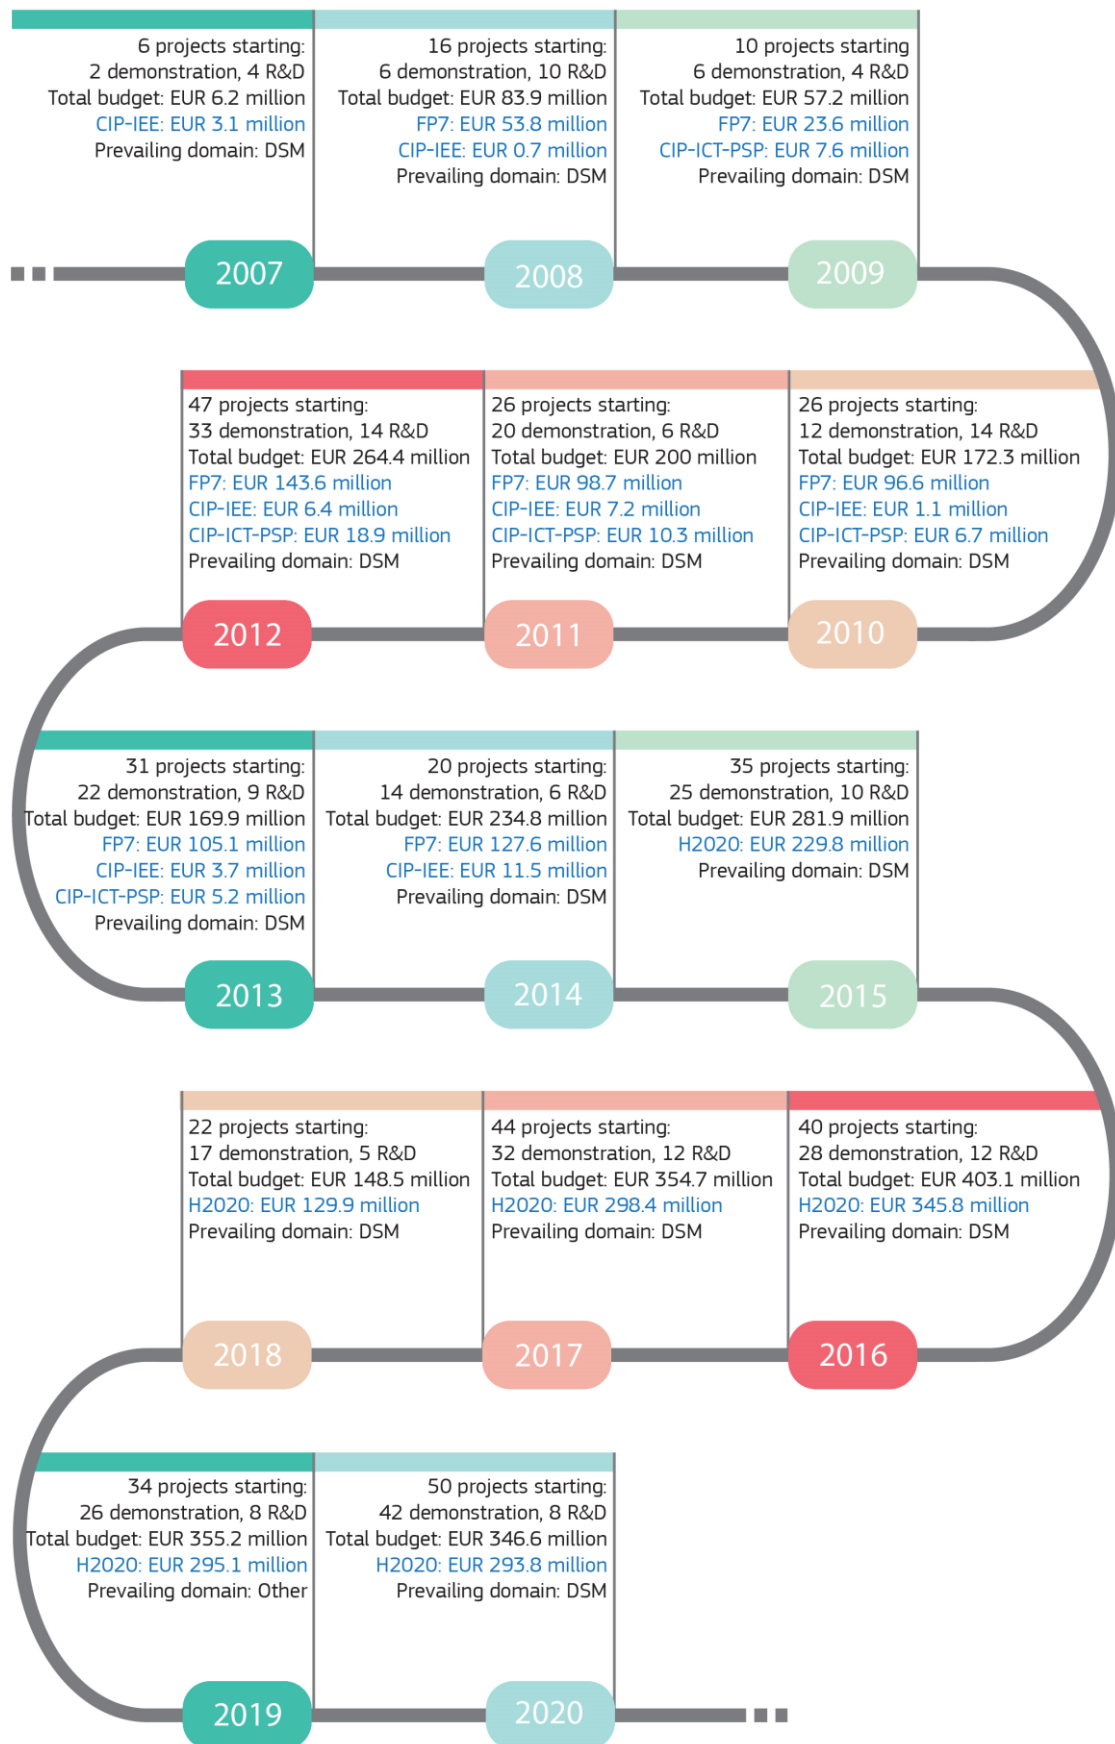 6 projects starting:
2 demonstration, 4 R&D
Total budget: EUR 6.2 million
CIP-IEE: EUR 3.1 million
Prevailing domain: DSM
2007
16 projects starting:
6 demonstration, 10 R&D
Total budget: EUR 83.9 million
FP7: EUR 53.8 million
CIP-IEE: EUR 0.7 million
Prevailing domain: DSM
2008
10 projects starting
6 demonstration, 4 R&D
Total budget: EUR 57.2 million
FP7: EUR 23.6 million
CIP-ICT-PSP: EUR 7.6 million
Prevailing domain: DSM
2009
26 projects starting:
12 demonstration, 14 R&D
Total budget: EUR 172.3 million
FP7: EUR 96.6 million
CIP-IEE: EUR 1.1 million
CIP-ICT-PSP: EUR 6.7 million
Prevailing domain: DSM
2010
26 projects starting:
20 demonstration, 6 R&D
Total budget: EUR 200 million
FP7: EUR 98.7 million
CIP-IEE: EUR 7.2 million
CIP-ICT-PSP: EUR 10.3 million
Prevailing domain: DSM
2011
47 projects starting:
33 demonstration, 14 R&D
Total budget: EUR 264.4 million
FP7: EUR 143.6 million
CIP-IEE: EUR 6.4 million
CIP-ICT-PSP: EUR 18.9 million
Prevailing domain: DSM
2012
31 projects starting:
22 demonstration, 9 R&D
Total budget: EUR 169.9 million
FP7: EUR 105.1 million
CIP-IEE: EUR 3.7 million
CIP-ICT-PSP: EUR 5.2 million
Prevailing domain: DSM
2013
20 projects starting:
14 demonstration, 6 R&D
Total budget: EUR 234.8 million
FP7: EUR 127.6 million
CIP-IEE: EUR 11.5 million
Prevailing domain: DSM
2014
35 projects starting:
25 demonstration, 10 R&D
Total budget: EUR 281.9 million
H2020: EUR 229.8 million
Prevailing domain: DSM
2015
40 projects starting:
28 demonstration, 12 R&D
Total budget: EUR 403.1 million
H2020: EUR 345.8 million
Prevailing domain: DSM
2016
44 projects starting:
32 demonstration, 12 R&D
Total budget: EUR 354.7 million
H2020: EUR 298.4 million
Prevailing domain: DSM
2017
22 projects starting:
17 demonstration, 5 R&D
Total budget: EUR 148.5 million
H2020: EUR 129.9 million
Prevailing domain: DSM
2018
34 projects starting:
26 demonstration, 8 R&D
Total budget: EUR 355.2 million
H2020: EUR 295.1 million
Prevailing domain: Other
2019
50 projects starting:
42 demonstration, 8 R&D
Total budget: EUR 346.6 million
H2020: EUR 293.8 million
Prevailing domain: DSM
2020